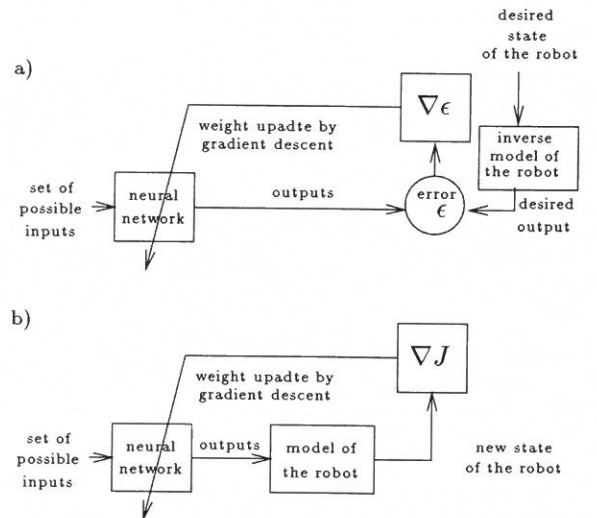 desired
state
of the robot
a)
∇ϵ
weight upadte by
gradient descent
inverse
model of
the robot
set of
possible
inputs
neural
network
outputs
error
ϵ
desired
output
b)
∇J
weight upadte by
gradient descent
set of
possible
inputs
neural
network
outputs
model of
the robot
new state
of the robot